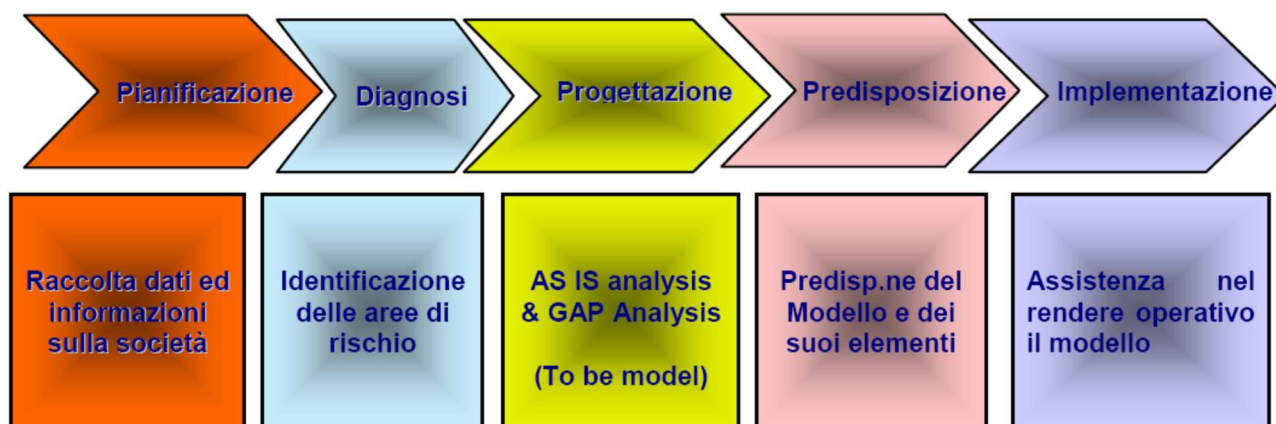 Pianificazione
Diagnosi
Progettazione
Predisposizione
Implementazione
Raccolta dati ed
informazioni
sulla società
Identificazione
delle aree di
rischio
AS IS analysis
& GAP Analysis
(To be model)
Predisp.ne del
Modello e dei
suoi elementi
Assistenza nel
rendere operativo
il modello